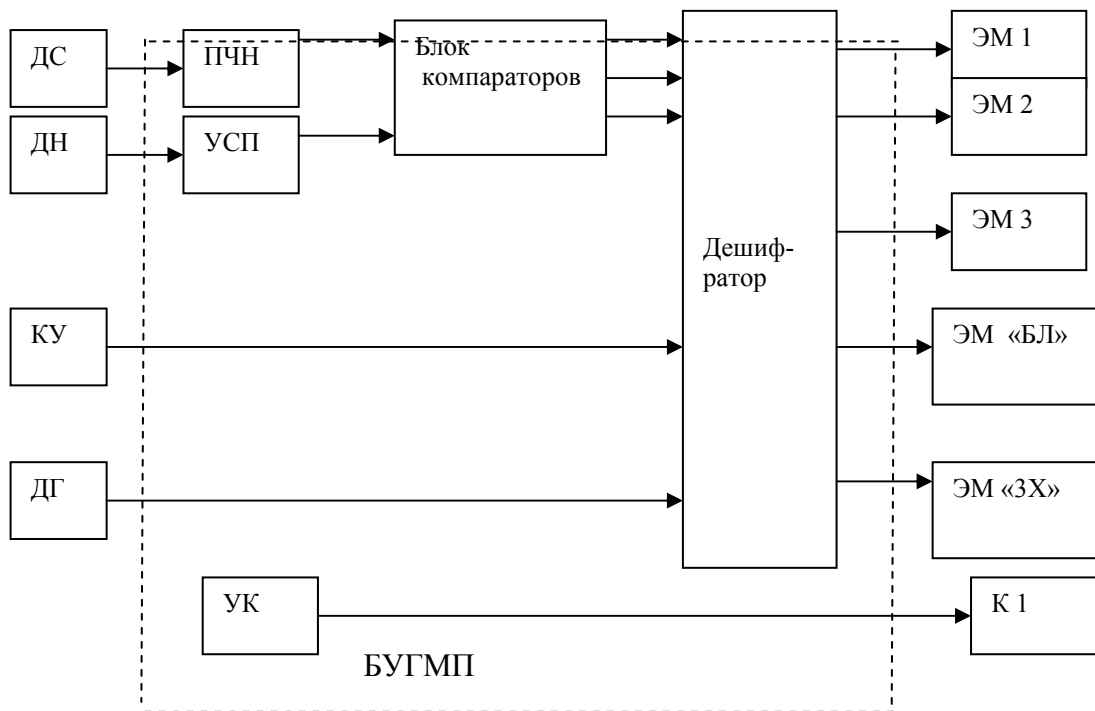 ДС
ПЧН
Блок
компараторов
ЭМ 1
ДН
УСП
ЭМ 2
ЭМ 3
Дешиф-
ратор
КУ
ЭМ «БЛ»
ДГ
ЭМ «ЗХ»
УК
К 1
БУГМП